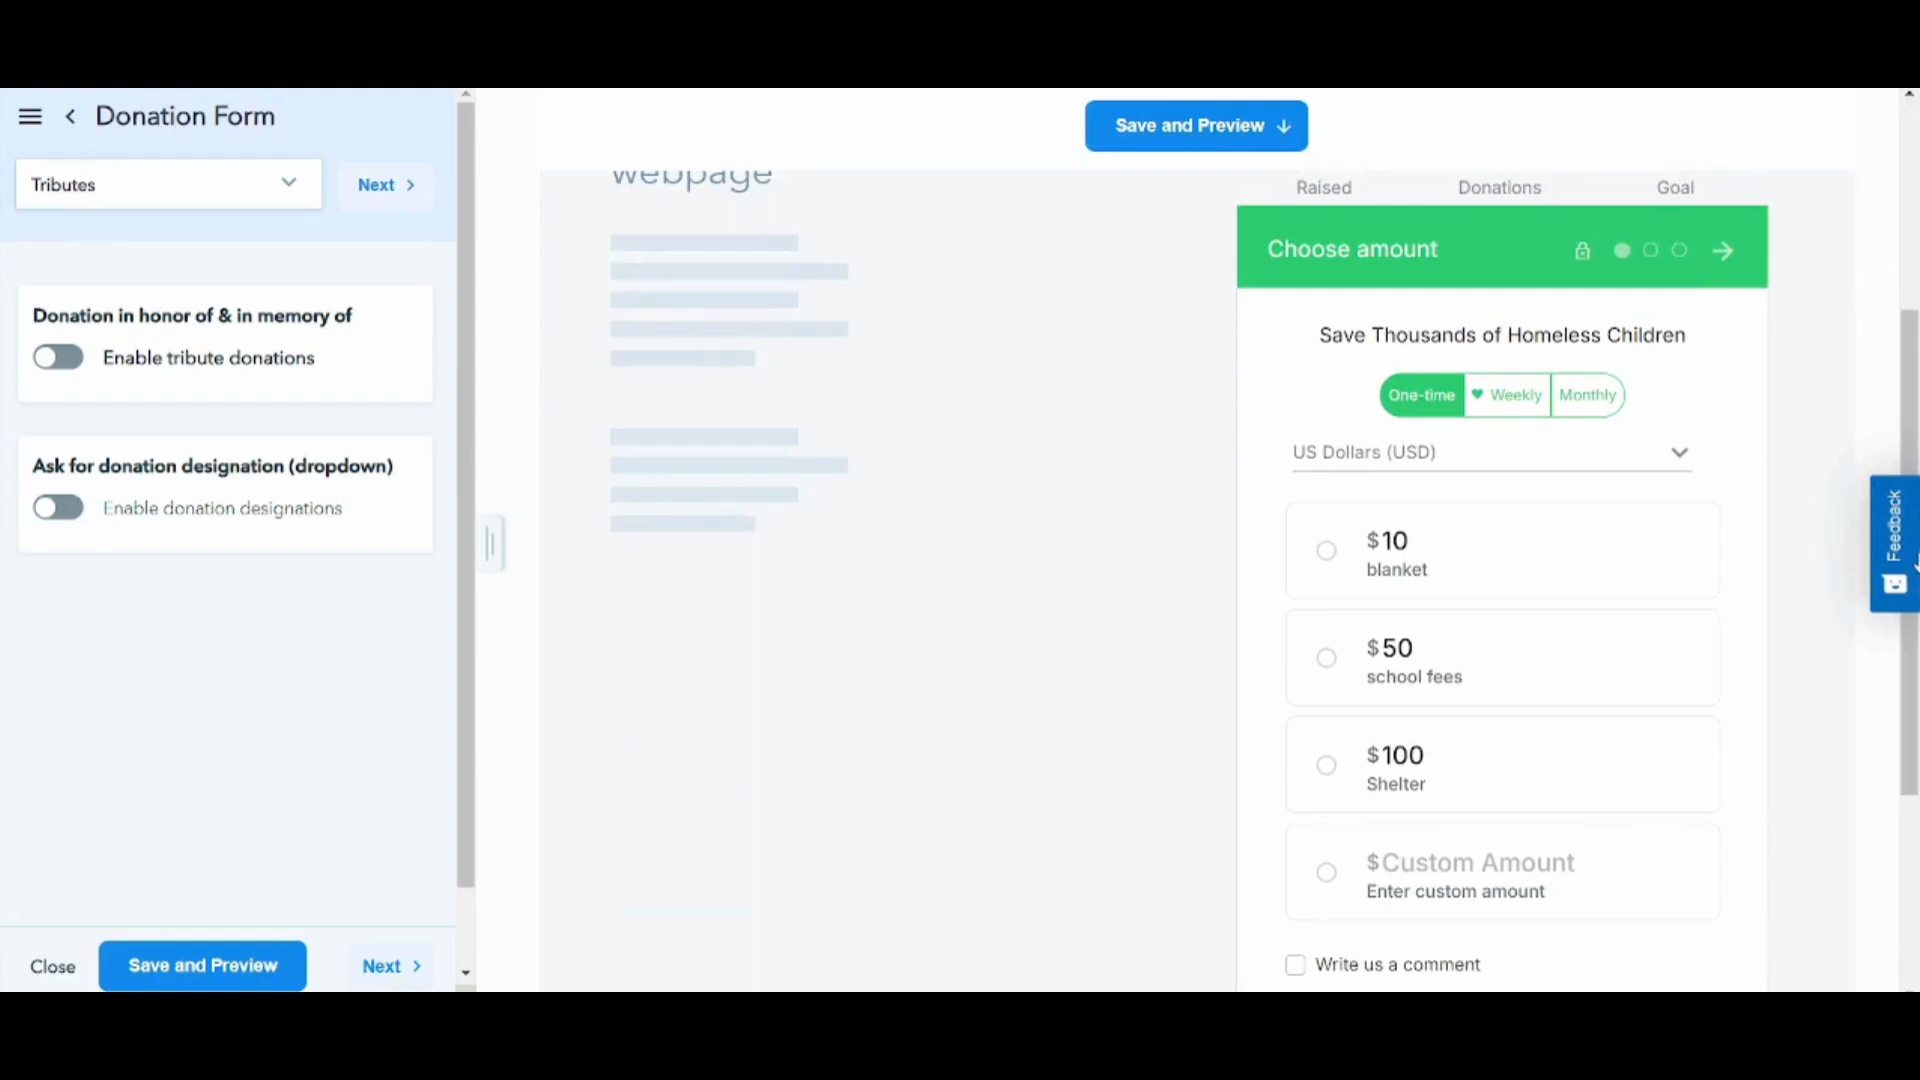 Donation Form
Tributes
Next
Donation in honor of & in memory of
Enable tribute donations
Ask for donation designation (dropdown)
Enable donation designations
Close
Save and Preview
Next
Save and Preview
webpage
Raised
Donations
Goal
Choose amount
Save Thousands of Homeless Children
One-time
Weekly
Monthly
US Dollars (USD)
$10
blanket
$50
school fees
$100
Shelter
$Custom Amount
Enter custom amount
Write us a comment
Feedback